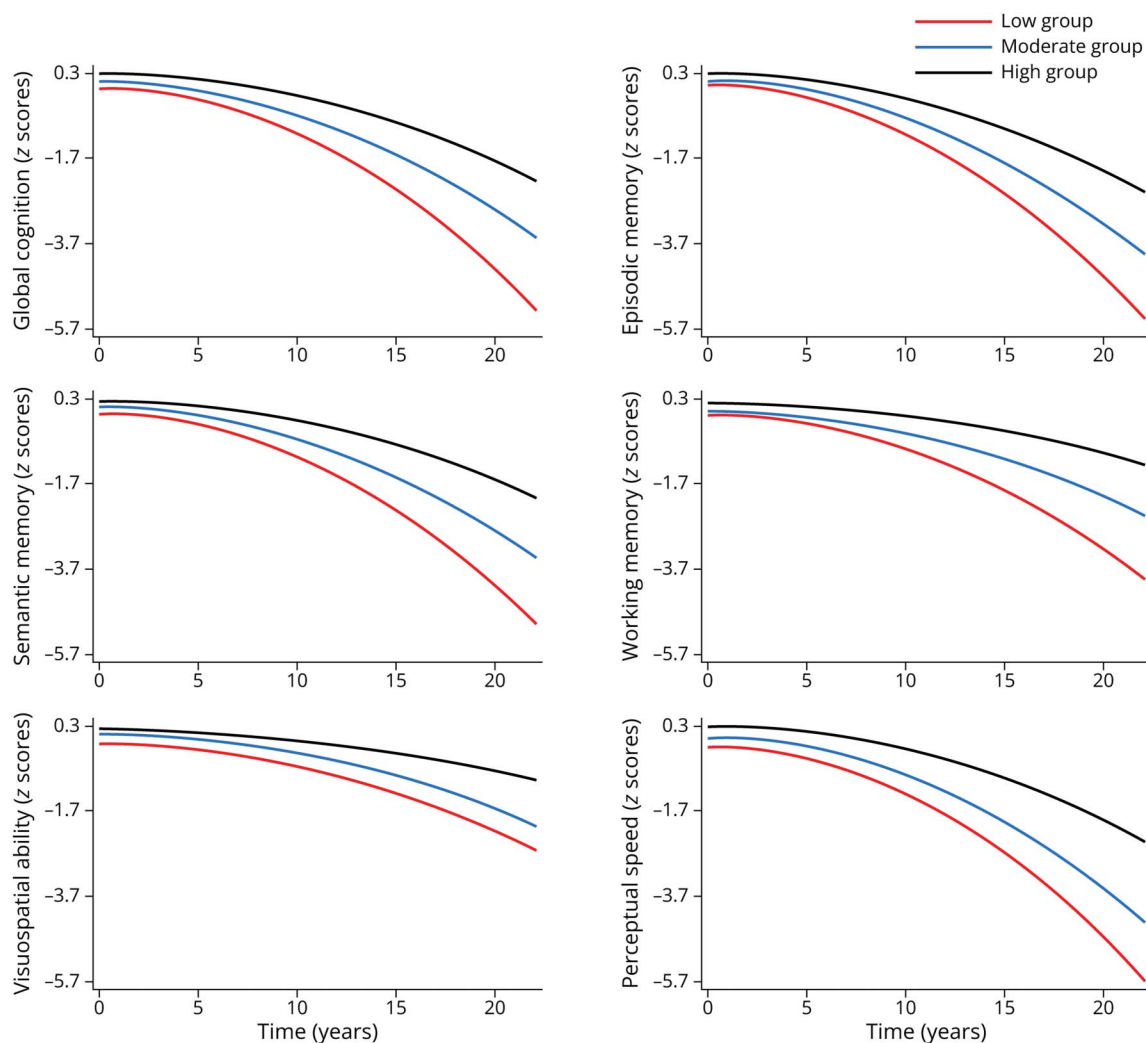 Low group
Moderate group
High group
Global cognition (z scores)
0.3
–1.7
–3.7
–5.7
0 5 10 15 20
Episodic memory (z scores)
0.3
–1.7
–3.7
–5.7
0 5 10 15 20
Semantic memory (z scores)
0.3
–1.7
–3.7
–5.7
0 5 10 15 20
Working memory (z scores)
0.3
–1.7
–3.7
–5.7
0 5 10 15 20
Visuospatial ability (z scores)
0.3
–1.7
–3.7
–5.7
0 5 10 15 20
Time (years)
Perceptual speed (z scores)
0.3
–1.7
–3.7
–5.7
0 5 10 15 20
Time (years)